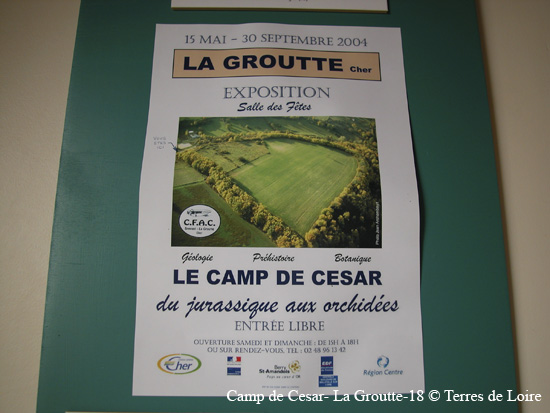 15 MAI - 30 SEPTEMBRE 2004
LA GROUTTE Cher
EXPOSITION
Salle des Fêtes
C.F.A.C.
Géologie Préhistoire Botanique
LE CAMP DE CESAR
du jurassique aux orchidées
ENTRÉE LIBRE
OUVERTURE SAMEDI ET DIMANCHE : DE 15H À 18H
OU SUR RENDEZ-VOUS, TEL : 02 48 96 15 42
Cher
Berry
St-Amandois
EDF
Région Centre
Camp de Cesar- La Groutte-18 © Terres de Loire